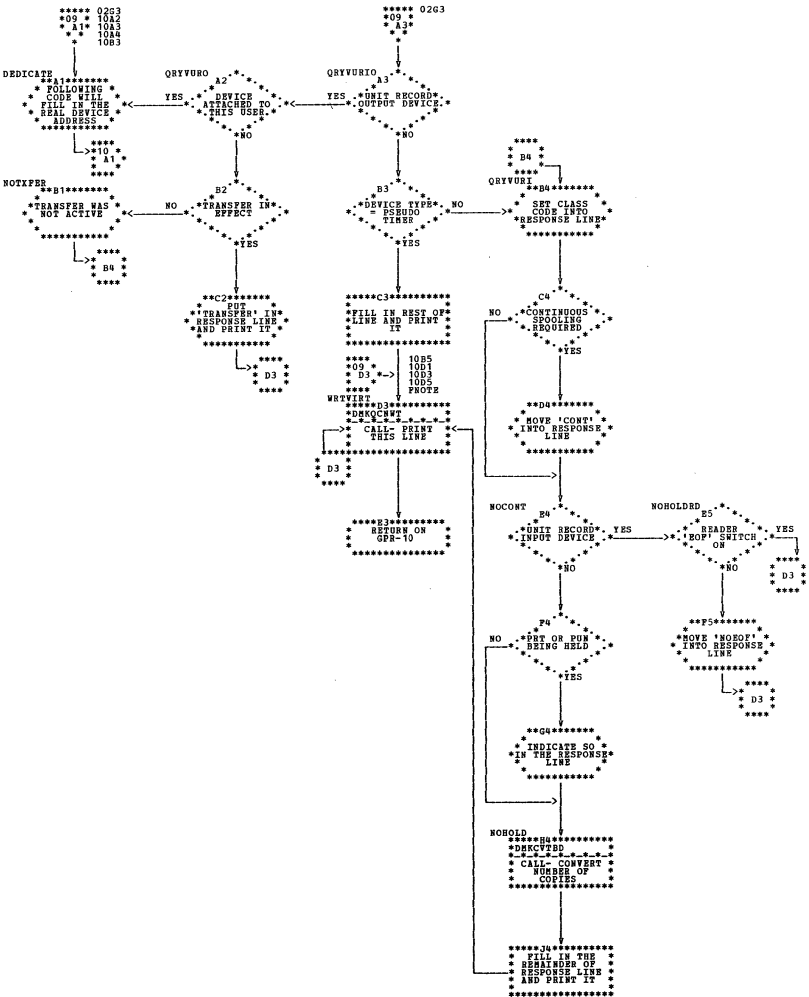 02G3
10A2
10A3
10A4
10B3
09
A1
02G3
09
A3
DEDICATE
A1
FOLLOWING
CODE WILL
FILL IN THE
REAL DEVICE
ADDRESS
YES
QRYVURO
A2
DEVICE
ATTACHED TO
THIS USER
NO
YES
QRYVURIO
A3
UNIT RECORD
OUTPUT DEVICE
NO
10
A1
B4
NOTXFER
B1
TRANSFER WAS
NOT ACTIVE
NO
B2
TRANSFER IN
EFFECT
YES
B3
DEVICE TYPE
= PSEUDO
TIMER
NO
YES
QRYVURI
B4
SET CLASS
CODE INTO
RESPONSE LINE
B4
C2
PUT
'TRANSFER' IN
RESPONSE LINE
AND PRINT IT
C3
FILL IN REST OF
LINE AND PRINT
IT
NO
C4
CONTINUOUS
SPOOLING
REQUIRED
YES
D3
09
D3
10B5
10D1
10D3
10D5
PNOTE
WRTVIRT
D3
DMKQCNWT
CALL- PRINT
THIS LINE
D3
D4
MOVE 'CONT'
INTO RESPONSE
LINE
E3
RETURN ON
GPR-10
NOCONT
E4
UNIT RECORD
INPUT DEVICE
YES
NO
NOHOLDRD
E5
READER
'EOF' SWITCH
ON
YES
NO
D3
NO
F4
PRT OR PUN
BEING HELD
YES
F5
MOVE 'NOEOF'
INTO RESPONSE
LINE
D3
G4
INDICATE SO
IN THE RESPONSE
LINE
NOHOLD
H4
DMKCVTBD
CALL- CONVERT
NUMBER OF
COPIES
J4
FILL IN THE
REMAINDER OF
RESPONSE LINE
AND PRINT IT